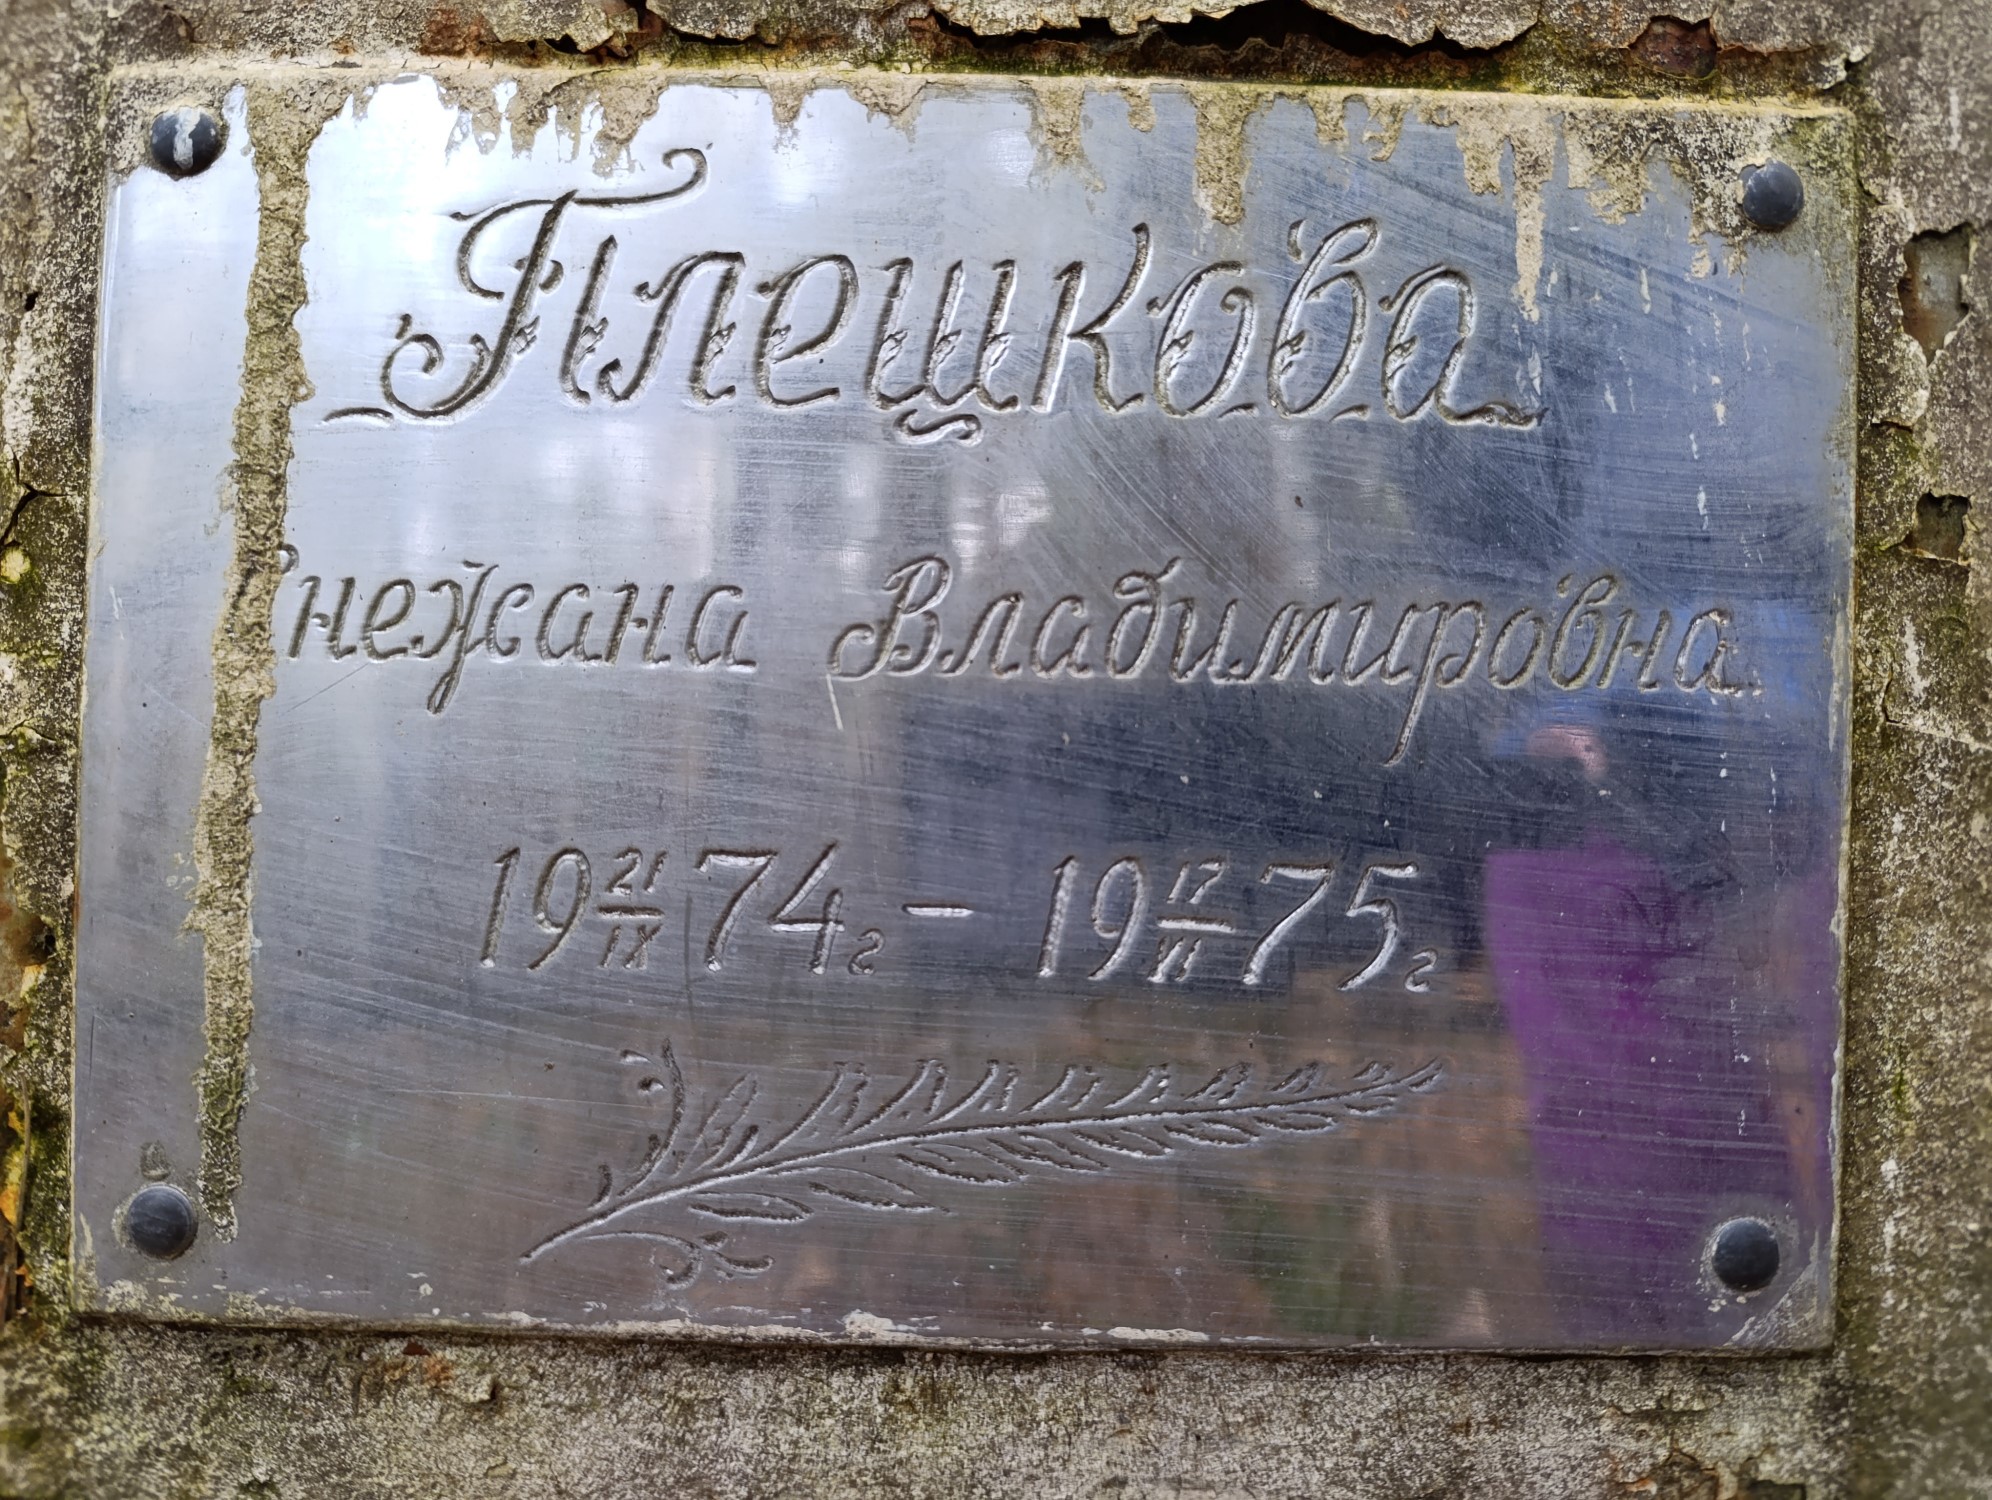 Плешкова
Снежана Владимировна
19 21/IX 74г - 19 17/II 75г